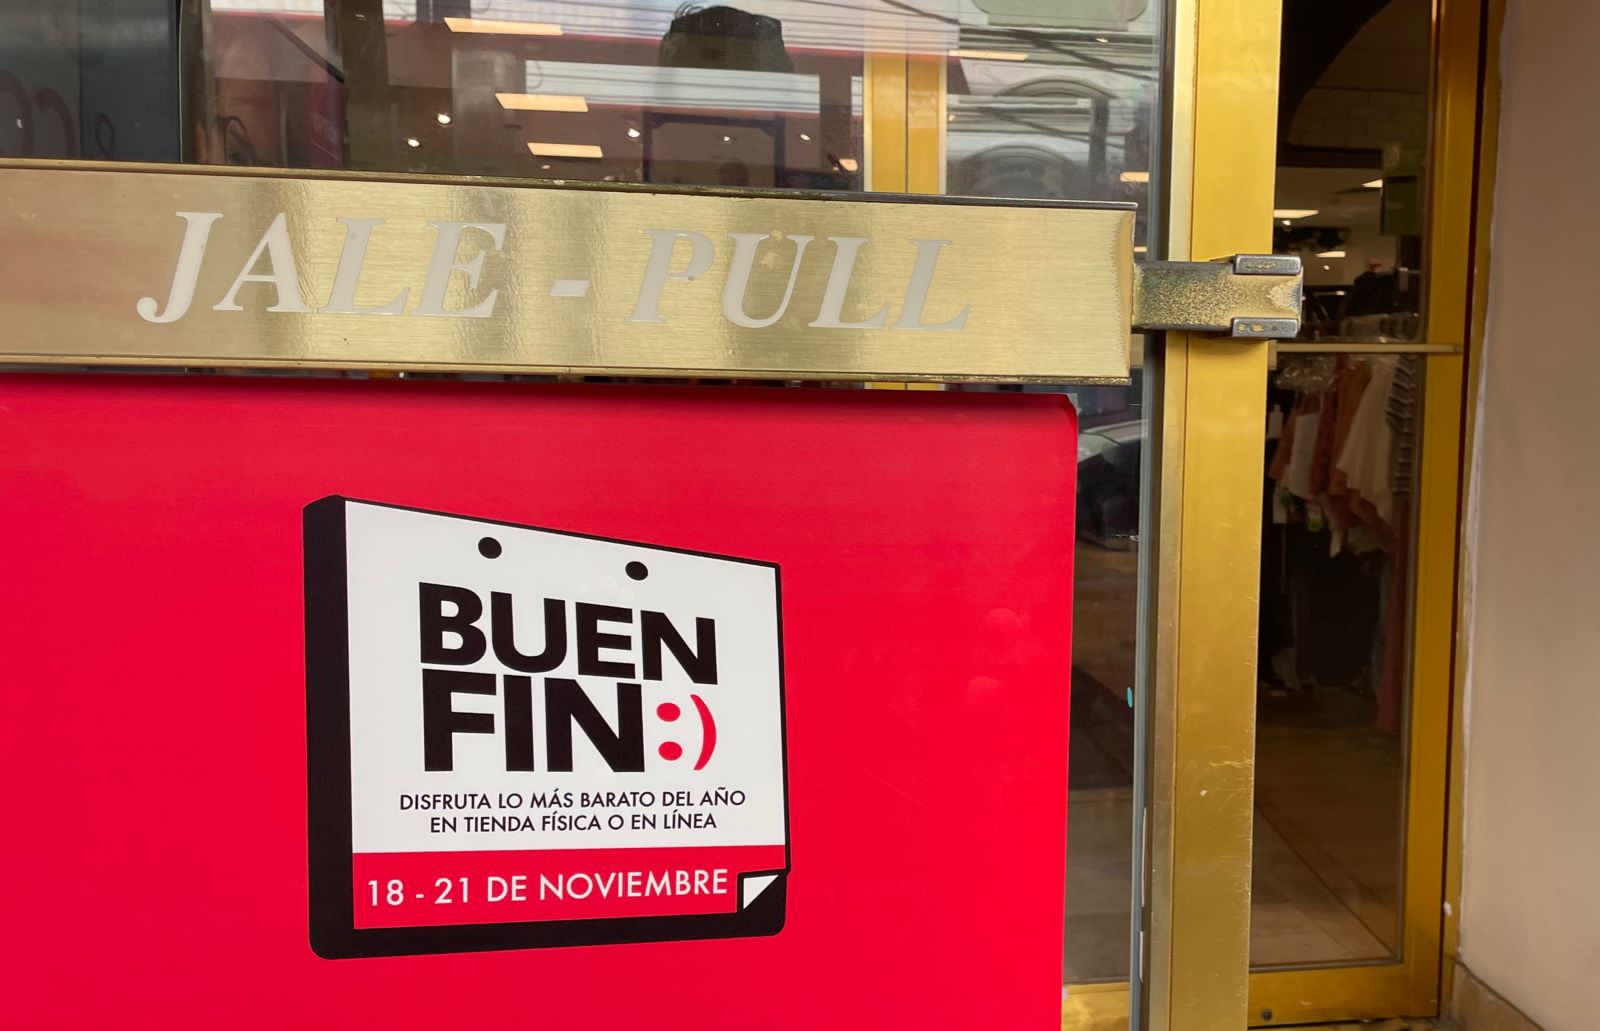 JALE - PULL
BUEN
FIN:)
DISFRUTA LO MÁS BARATO DEL AÑO
EN TIENDA FÍSICA O EN LÍNEA
18 - 21 DE NOVIEMBRE